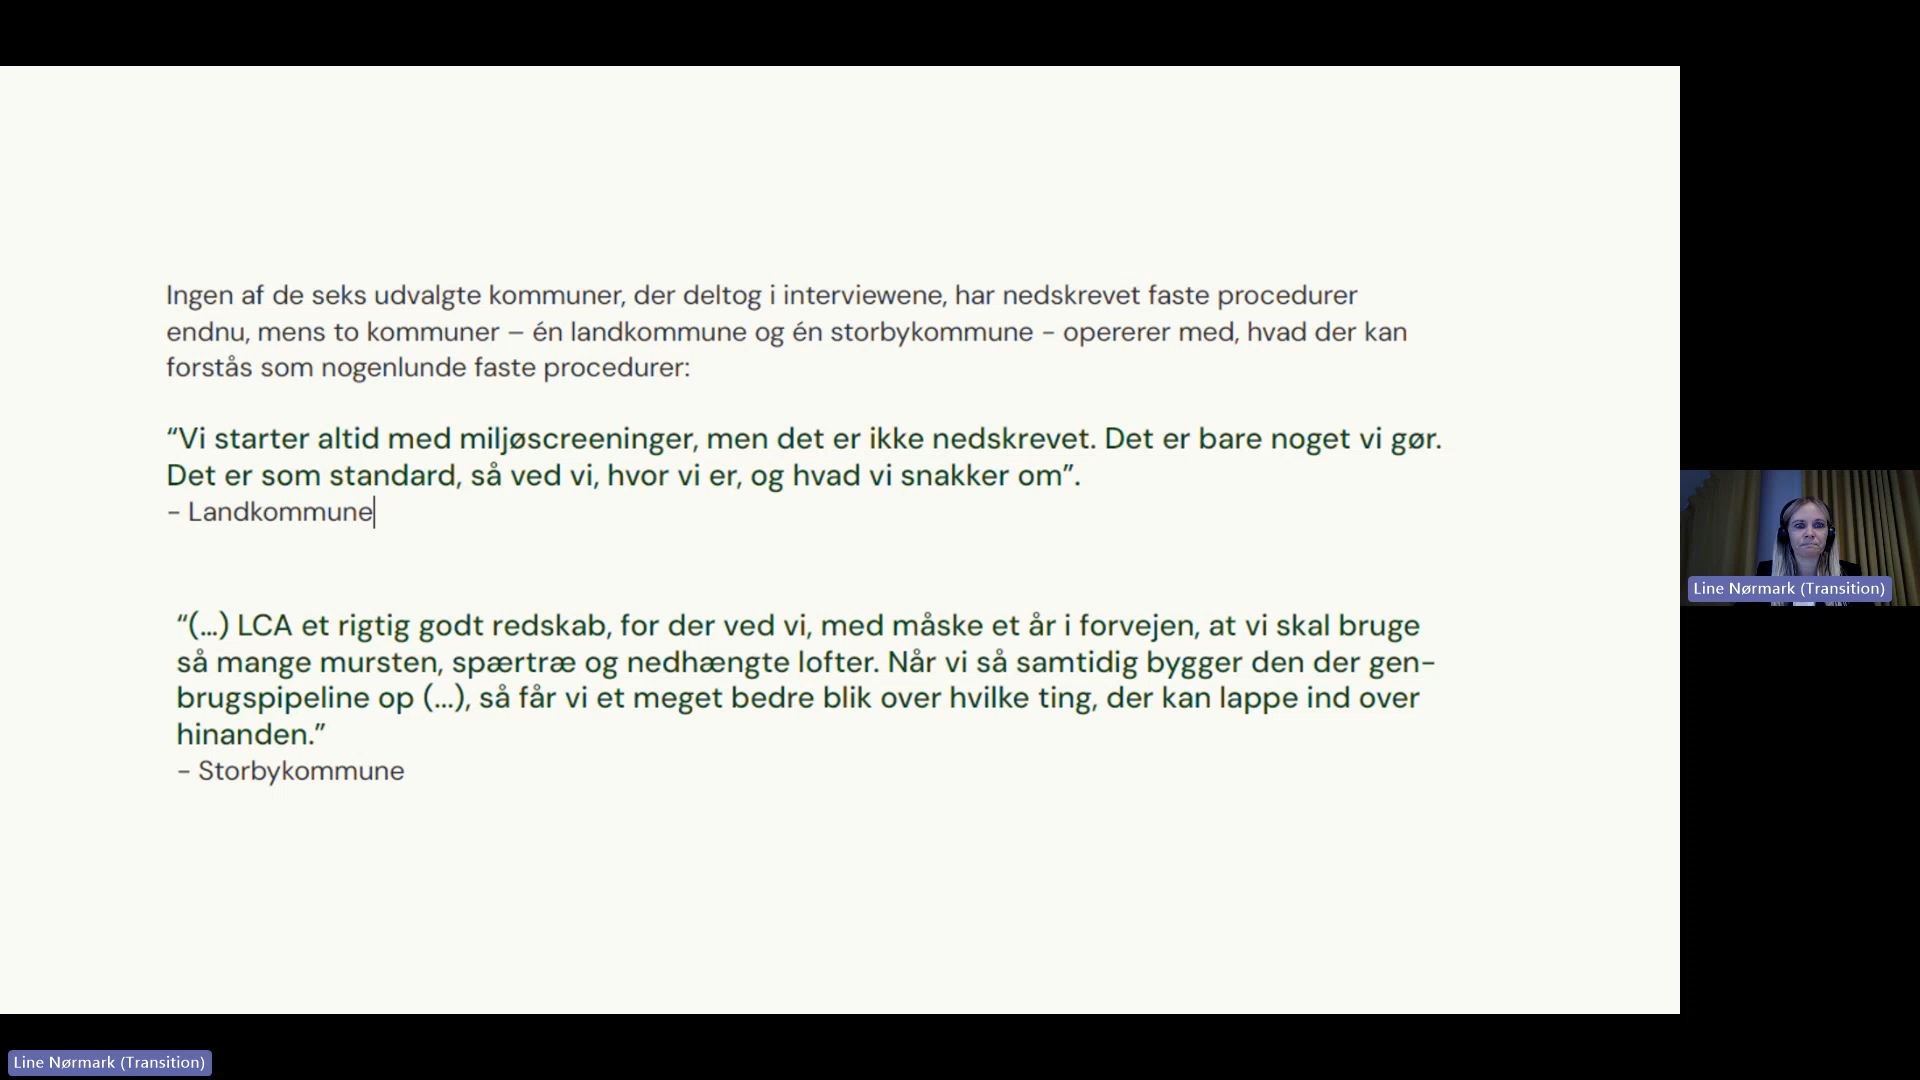 Ingen af de seks udvalgte kommuner, der deltog i interviewene, har nedskrevet faste procedurer
endnu, mens to kommuner – én landkommune og én storbykommune - opererer med, hvad der kan
forstås som nogenlunde faste procedurer:
“Vi starter altid med miljøscreeninger, men det er ikke nedskrevet. Det er bare noget vi gør.
Det er som standard, så ved vi, hvor vi er, og hvad vi snakker om”.
- Landkommune
“(…) LCA et rigtig godt redskab, for der ved vi, med måske et år i forvejen, at vi skal bruge
så mange mursten, spærtræ og nedhængte lofter. Når vi så samtidig bygger den der gen-
brugspipeline op (…), så får vi et meget bedre blik over hvilke ting, der kan lappe ind over
hinanden.”
- Storbykommune
Line Nørmark (Transition)
Line Nørmark (Transition)